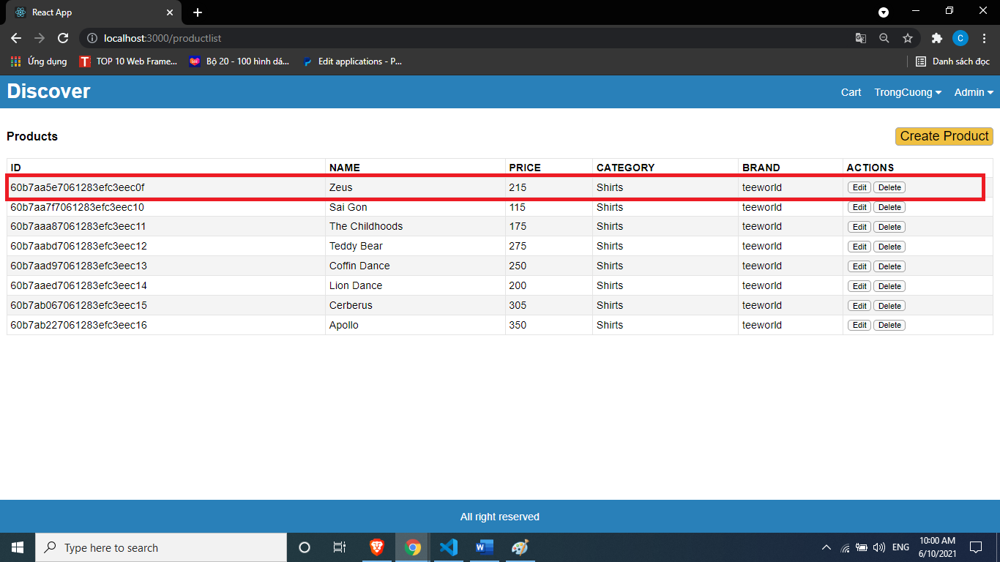 React App
localhost:3000/productlist
C
Ứng dụng TOP 10 Web Frame... Bộ 20 - 100 hình dá... Edit applications - P... Danh sách đọc
Discover Cart TrongCuong Admin
Products Create Product
ID NAME PRICE CATEGORY BRAND ACTIONS
60b7aa5e7061283efc3eec0f Zeus 215 Shirts teeworld Edit Delete
60b7aa7f7061283efc3eec10 Sai Gon 115 Shirts teeworld Edit Delete
60b7aaa87061283efc3eec11 The Childhoods 175 Shirts teeworld Edit Delete
60b7aabd7061283efc3eec12 Teddy Bear 275 Shirts teeworld Edit Delete
60b7aad97061283efc3eec13 Coffin Dance 250 Shirts teeworld Edit Delete
60b7aaed7061283efc3eec14 Lion Dance 200 Shirts teeworld Edit Delete
60b7ab067061283efc3eec15 Cerberus 305 Shirts teeworld Edit Delete
60b7ab227061283efc3eec16 Apollo 350 Shirts teeworld Edit Delete
All right reserved
Type here to search
ENG
10:00 AM
6/10/2021